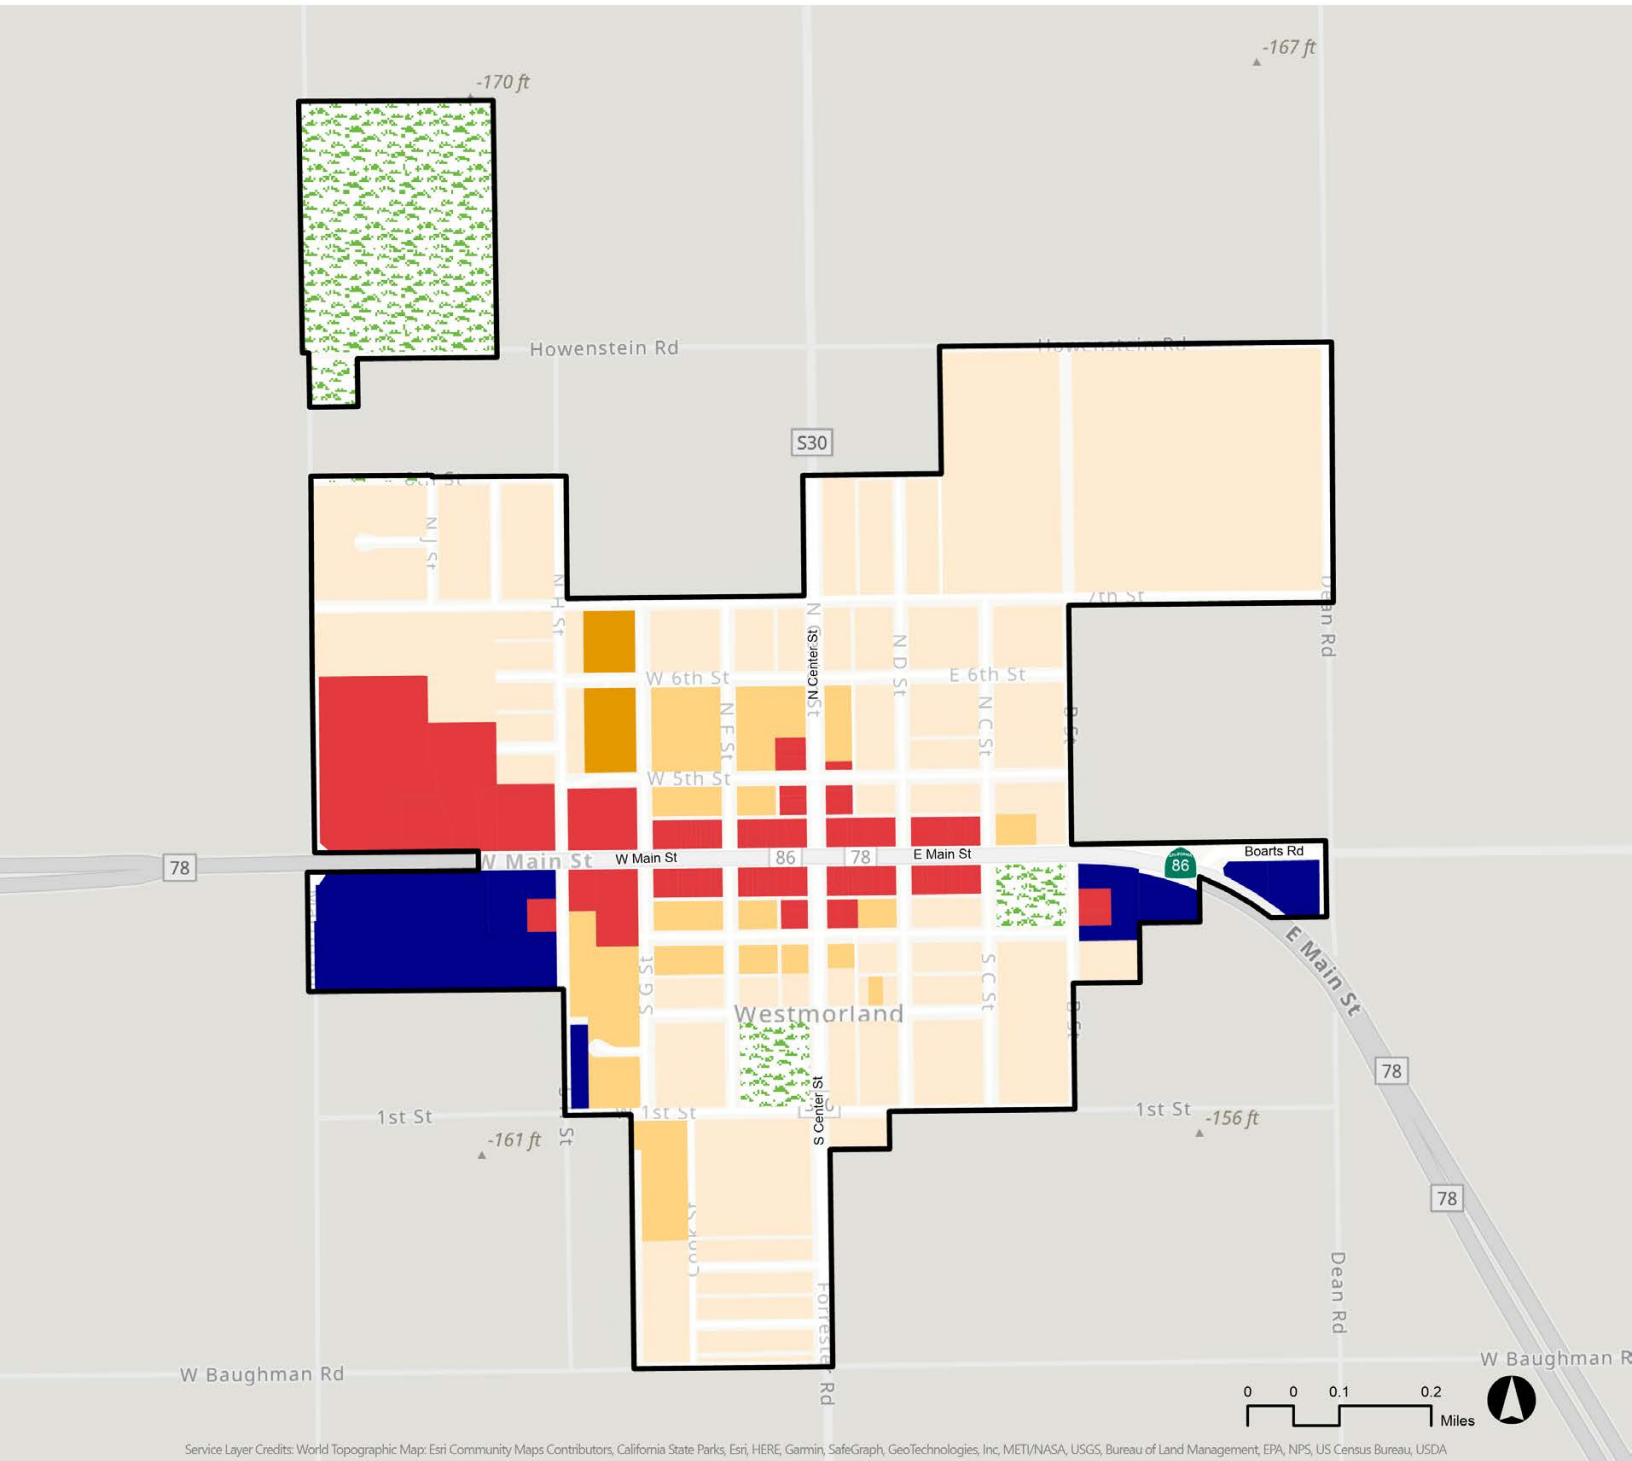 -167 ft
-170 ft
Howenstein Rd
Howenstein Rd
S30
8th St
N J St
N H St
7th St
Dean Rd
N Center St
N D St
W 6th St
E 6th St
N F St
N C St
B St
W 5th St
W Main St
W Main St
86
78
E Main St
CALIFORNIA
86
Boarts Rd
78
E Main St
S G St
S C St
B St
Westmorland
78
1st St
W 1st St
S Center St
1st St
-156 ft
-161 ft
St
78
Cook St
Forrester Rd
Dean Rd
W Baughman Rd
W Baughman R
0 0 0.1 0.2
Miles
Service Layer Credits: World Topographic Map: Esri Community Maps Contributors, California State Parks, Esri, HERE, Garmin, SafeGraph, GeoTechnologies, Inc, METI/NASA, USGS, Bureau of Land Management, EPA, NPS, US Census Bureau, USDA